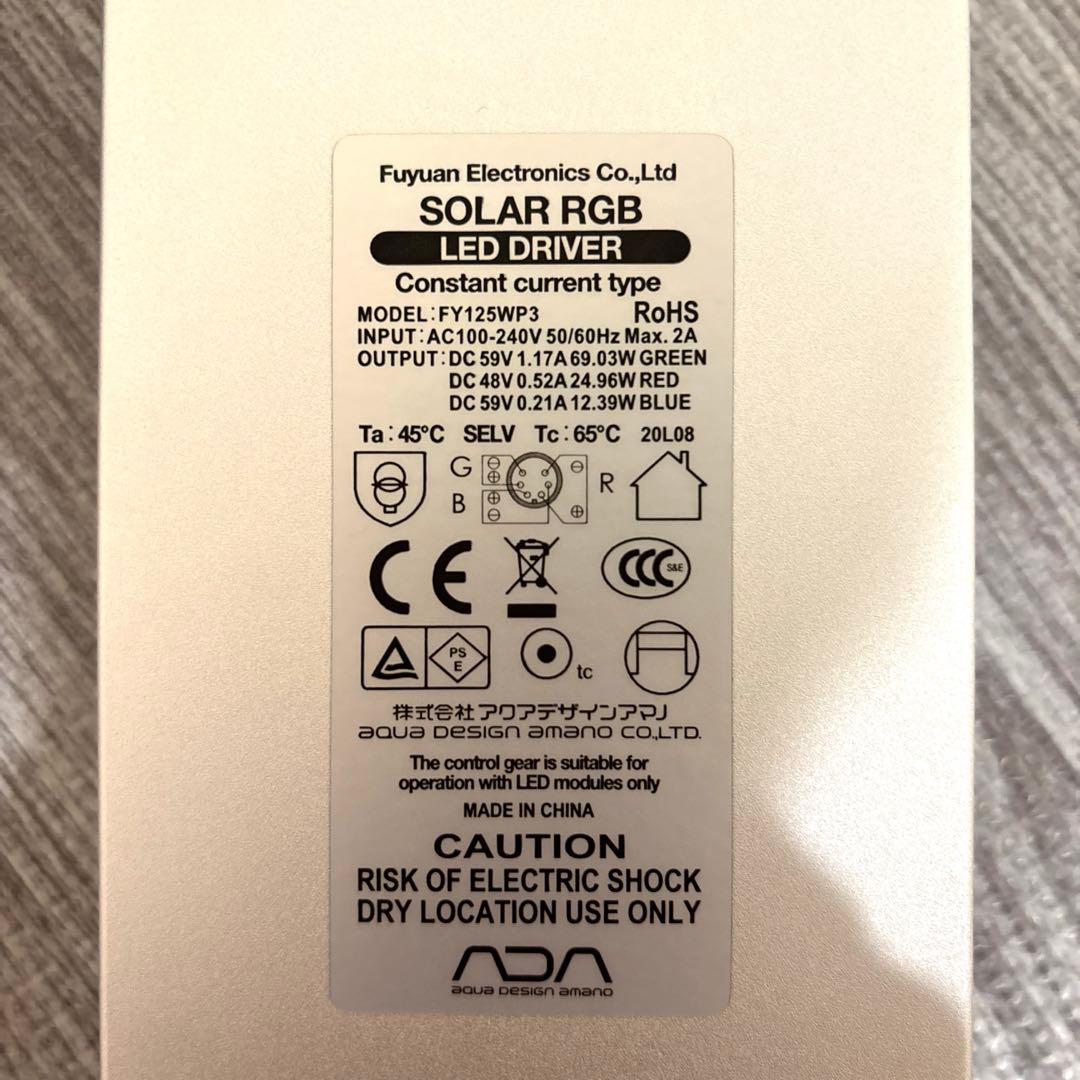 Fuyuan Electronics Co.,Ltd
SOLAR RGB
LED DRIVER
Constant current type
MODEL:FY125WP3 RoHS
INPUT:AC100-240V 50/60Hz Max. 2A
OUTPUT:DC 59V 1.17A 69.03W GREEN
DC 48V 0.52A 24.96W RED
DC 59V 0.21A 12.39W BLUE
Ta:45°C SELV Tc:65°C 20L08
G
B
R
CE
CCC S&E
PS
E
tc
株式会社アクアデザインアマノ
aqua DESIGN amano CO.,LTD.
The control gear is suitable for
operation with LED modules only
MADE IN CHINA
CAUTION
RISK OF ELECTRIC SHOCK
DRY LOCATION USE ONLY
ADA
aqua DESIGN amano